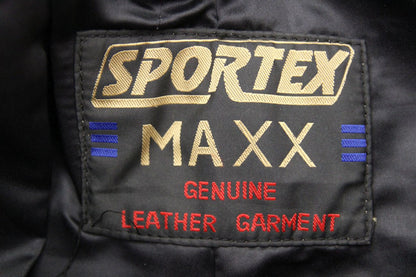 SPORTEX
MAXX
GENUINE
LEATHER GARMENT